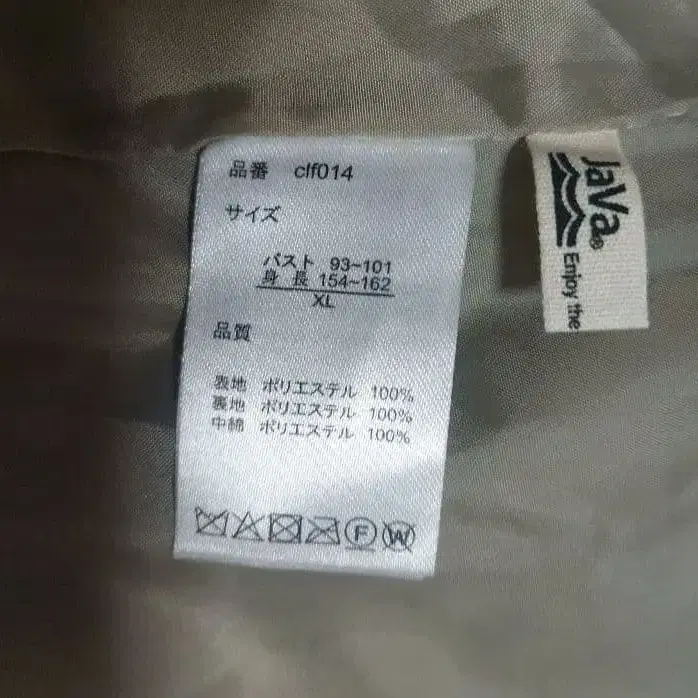 品番 clf014
サイズ
バスト 93~101
身 長 154~162
XL
品質
表地 ポリエステル 100%
裏地 ポリエステル 100%
中綿 ポリエステル 100%
F W
JaVa®
Enjoy the